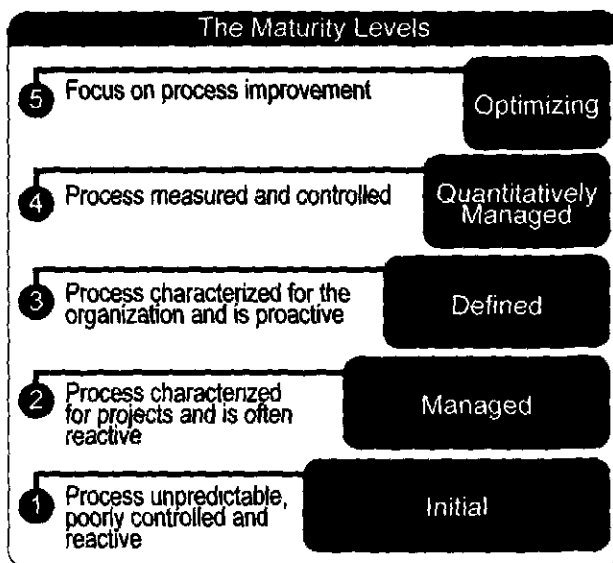 The Maturity Levels
5 Focus on process improvement
Optimizing
4 Process measured and controlled
Quantitatively
Managed
3 Process characterized for the
organization and is proactive
Defined
2 Process characterized
for projects and is often
reactive
Managed
1 Process unpredictable,
poorly controlled and
reactive
Initial